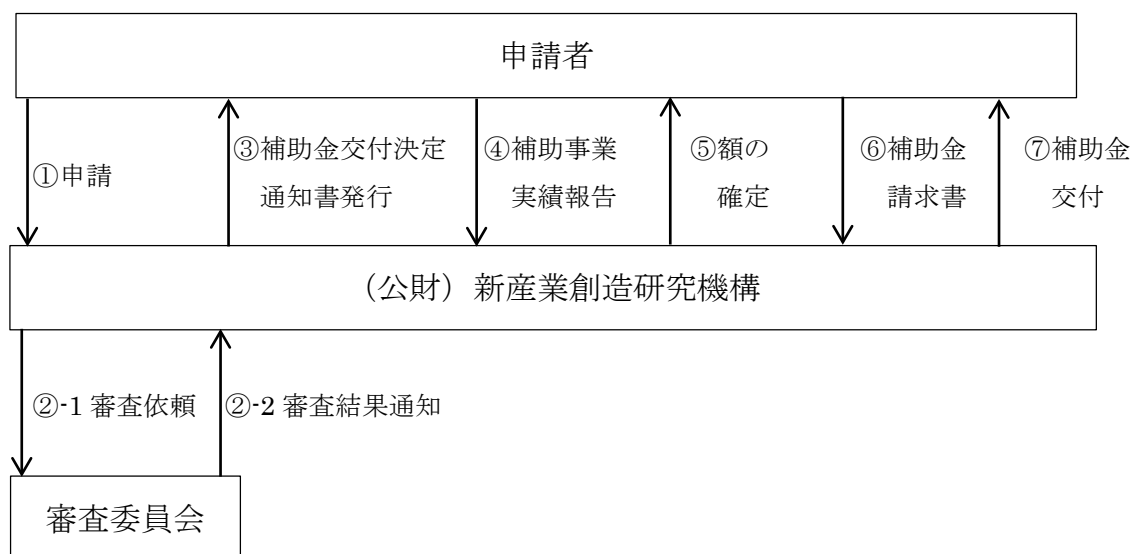 申請者
①申請
③補助金交付決定
通知書発行
④補助事業
実績報告
⑤額の
確定
⑥補助金
請求書
⑦補助金
交付
（公財）新産業創造研究機構
②-1 審査依頼
②-2 審査結果通知
審査委員会